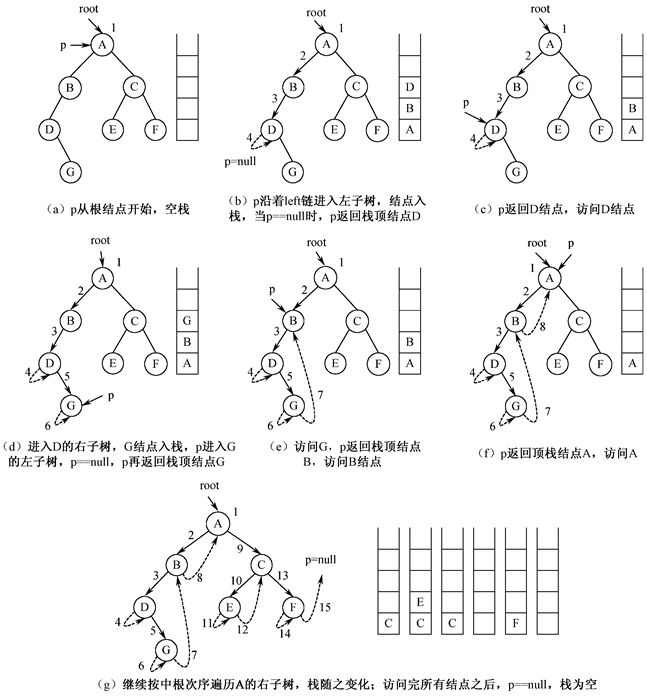 root
1
p
A
B
C
D
E
F
G
(a) p从根结点开始，空栈
root
1
A
2
B
C
3
D
E
F
4
p=null
G
D
B
A
(b) p沿着left链进入左子树，结点入
栈，当p==null时，p返回栈顶结点D
root
1
A
2
B
C
3
p
D
E
F
4
G
B
A
(c) p返回D结点，访问D结点
root
1
A
2
B
C
3
D
E
F
4
5
G
p
6
G
B
A
(d) 进入D的右子树，G结点入栈，p进入G
的左子树，p==null，p再返回栈顶结点G
root
1
A
p
2
B
C
3
D
E
F
4
5
G
7
6
B
A
(e) 访问G，p返回栈顶结点
B，访问B结点
root
p
1
A
2
B
8
C
3
D
E
F
4
5
G
7
6
A
(f) p返回顶栈结点A，访问A
root
1
A
2
9
B
8
C
p=null
3
10
13
D
E
F
15
4
5
11
12
14
G
7
6
E
C
C
C
F
(g) 继续按中根次序遍历A的右子树，栈随之变化；访问完所有结点之后，p==null，栈为空